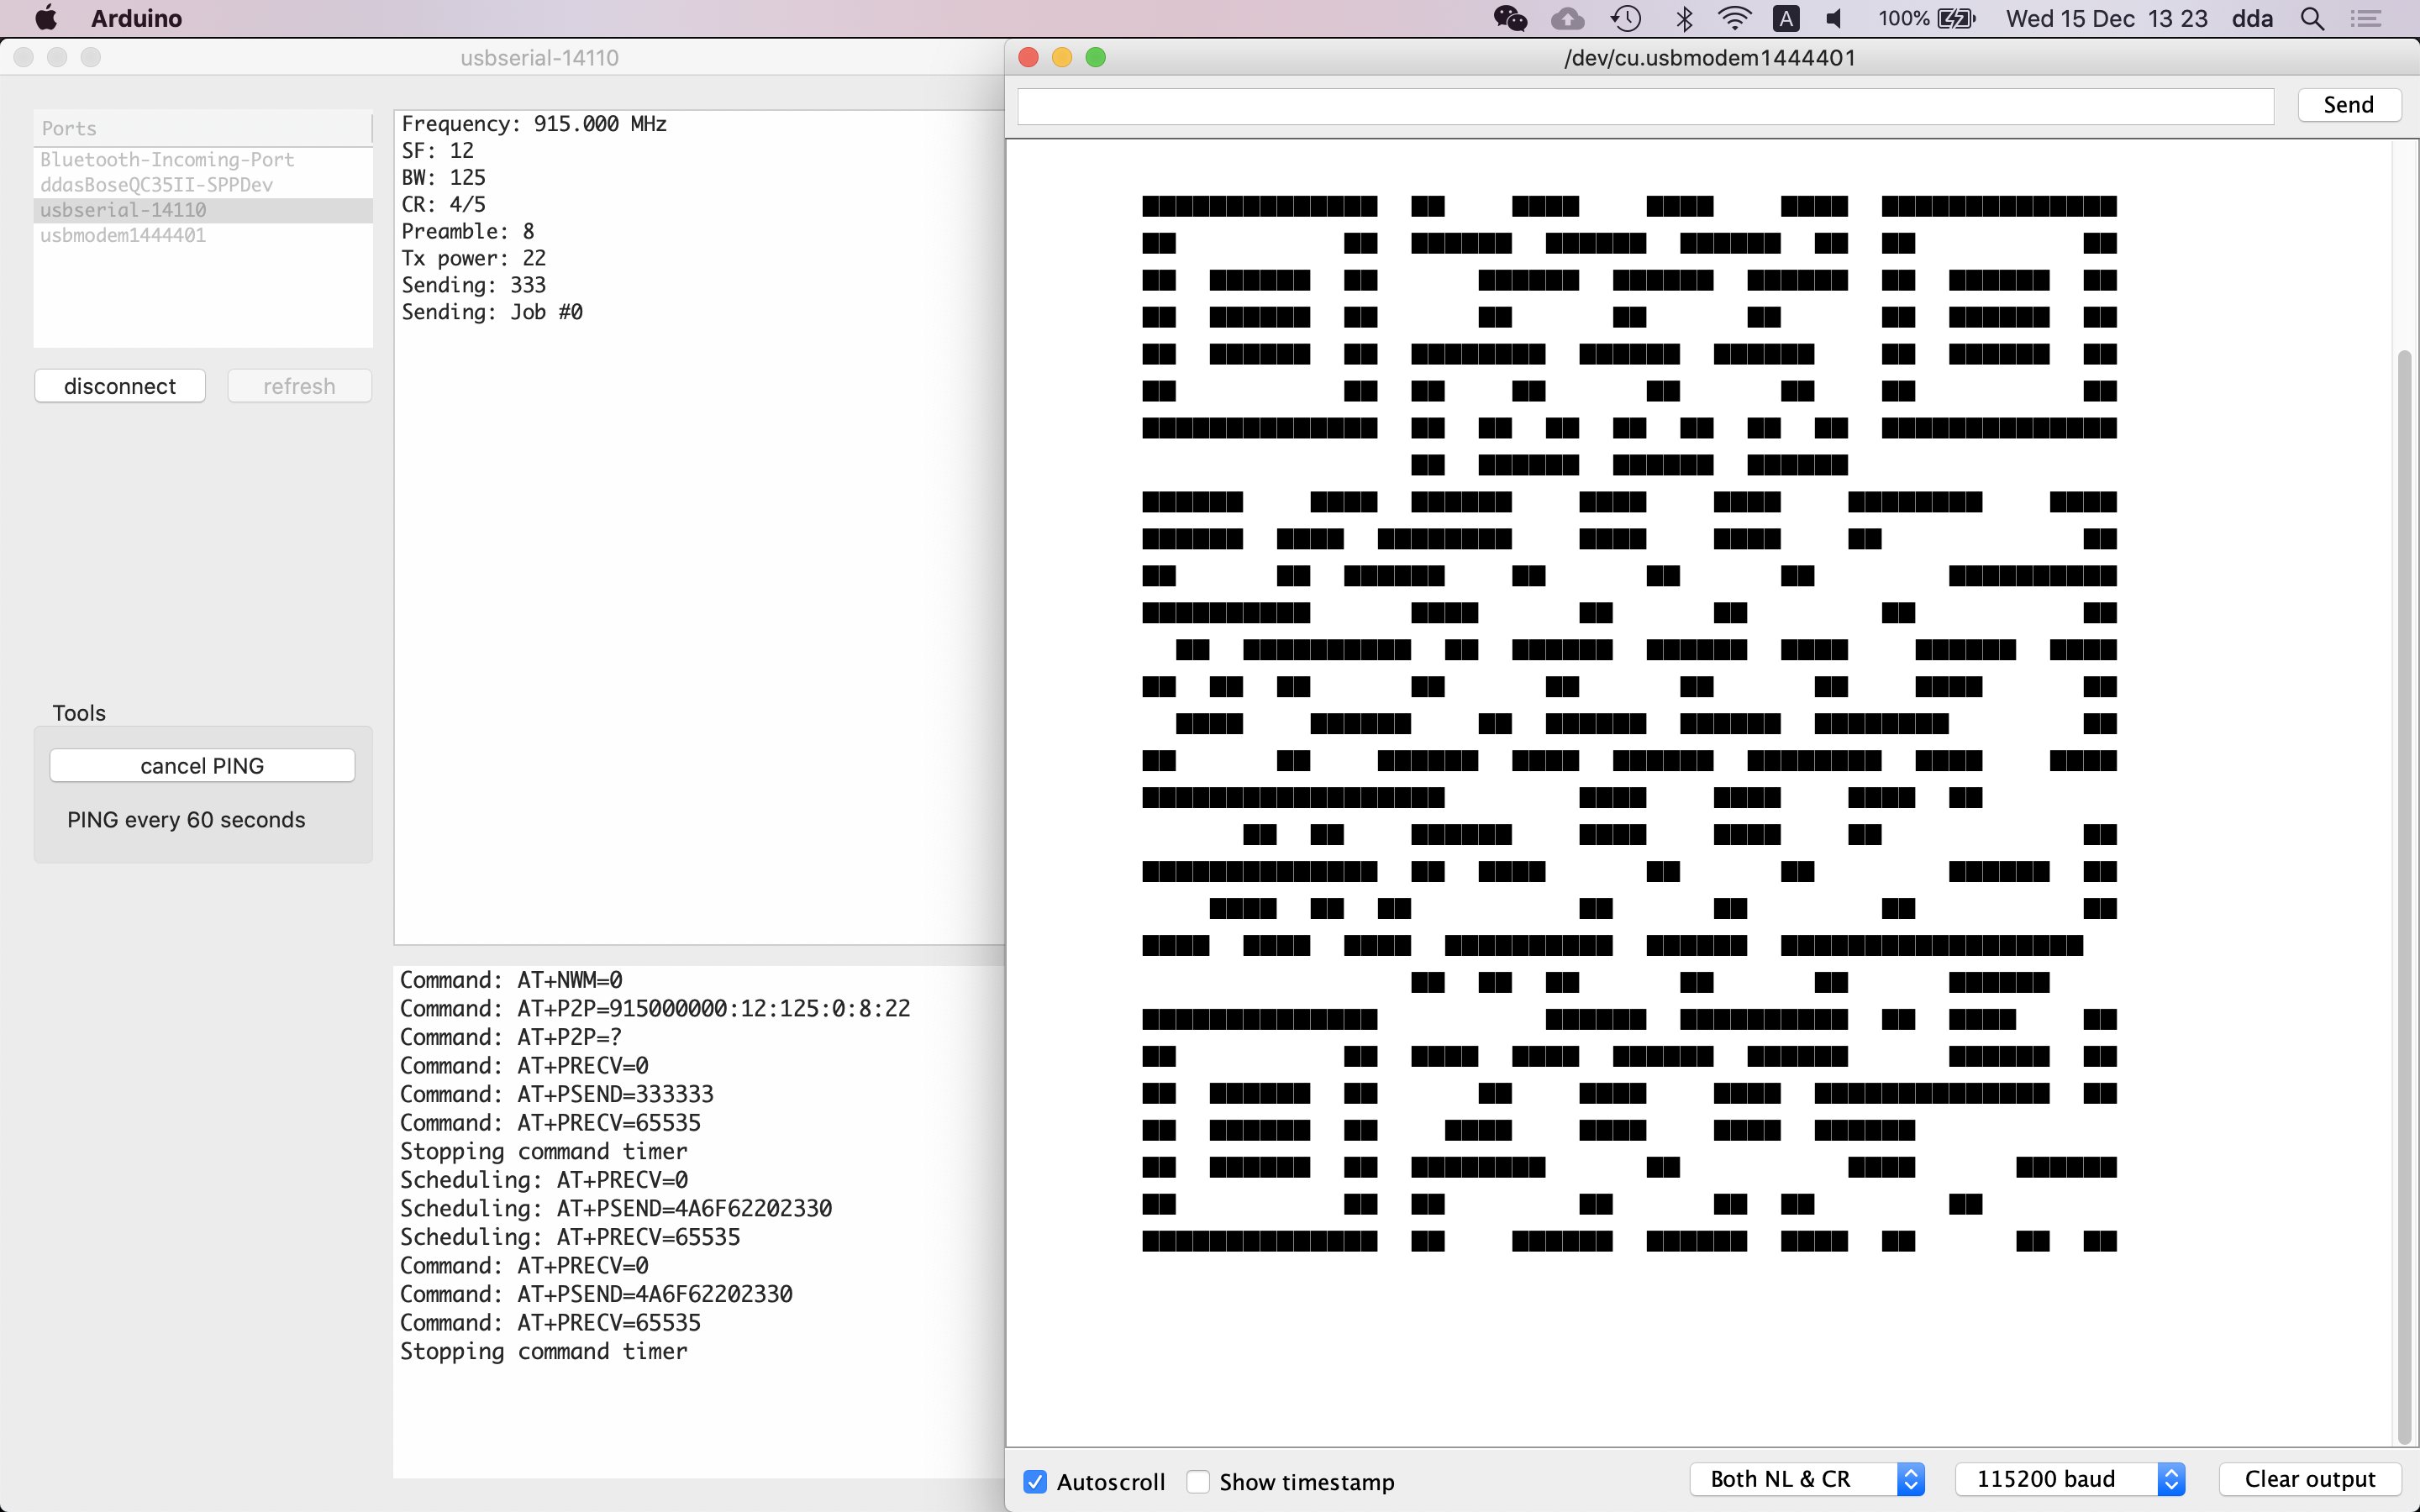 Arduino
A
100%
Wed 15 Dec 13 23
dda
usbserial-14110
Ports
Bluetooth-Incoming-Port
ddasBoseQC35II-SPPDev
usbserial-14110
usbmodem1444401
disconnect
refresh
Tools
cancel PING
PING every 60 seconds
Frequency: 915.000 MHz
SF: 12
BW: 125
CR: 4/5
Preamble: 8
Tx power: 22
Sending: 333
Sending: Job #0
Command: AT+NWM=0
Command: AT+P2P=915000000:12:125:0:8:22
Command: AT+P2P=?
Command: AT+PRECV=0
Command: AT+PSEND=333333
Command: AT+PRECV=65535
Stopping command timer
Scheduling: AT+PRECV=0
Scheduling: AT+PSEND=4A6F62202330
Scheduling: AT+PRECV=65535
Command: AT+PRECV=0
Command: AT+PSEND=4A6F62202330
Command: AT+PRECV=65535
Stopping command timer
/dev/cu.usbmodem1444401
Send
Autoscroll
Show timestamp
Both NL & CR
115200 baud
Clear output